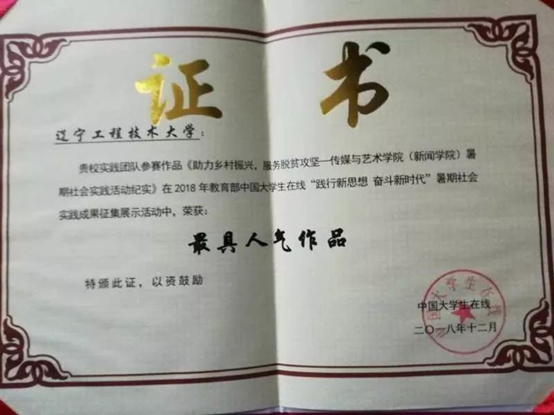 证 书
辽宁工程技术大学：
贵校实践团队参赛作品《助力乡村振兴，服务脱贫攻坚—传媒与艺术学院（新闻学院）暑
期社会实践活动纪实》在2018年教育部中国大学生在线“践行新思想 奋斗新时代”暑期社会
实践成果征集展示活动中，荣获：
最具人气作品
特颁此证，以资鼓励
中国大学生在线
二〇一八年十二月